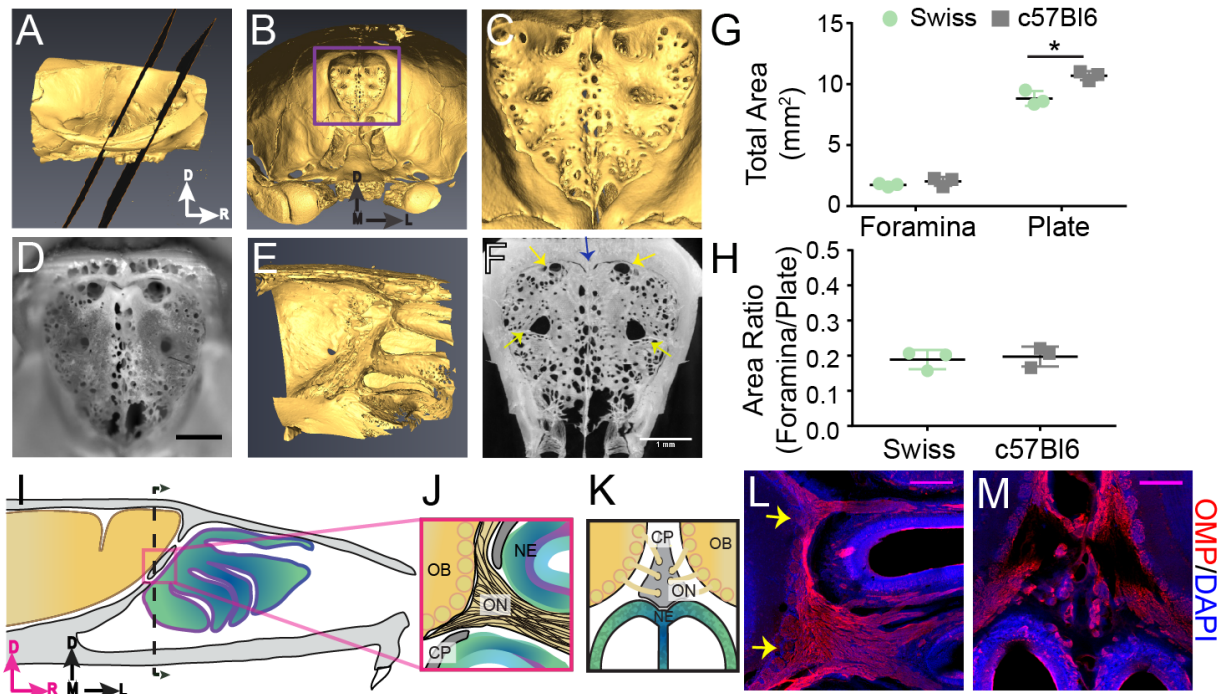 A
B
C
G
Swiss
c57Bl6
D
R
D
M
L
Total Area
(mm²)
15
10
5
0
*
Foramina
Plate
D
E
F
1 mm
H
Area Ratio
(Foramina/Plate)
0.5
0.4
0.3
0.2
0.1
0.0
Swiss
c57Bl6
I
D
R
D
M
L
J
OB
NE
ON
CP
K
CP
OB
ON
NE
L
M
OMP/DAPI